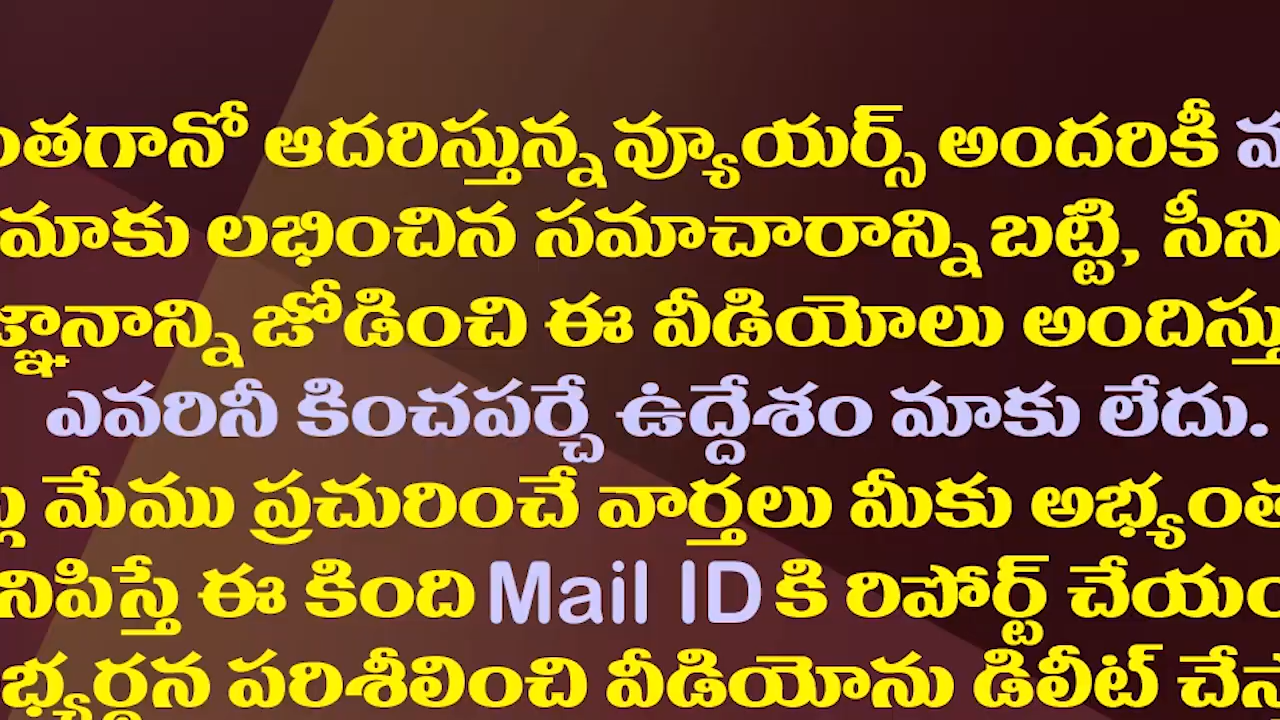 ంతగానో ఆదరిస్తున్న వ్యూయర్స్ అందరికీ
మాకు లభించిన సమాచారాన్ని బట్టి, సీని
జ్ఞానాన్ని జోడించి ఈ వీడియోలు అందిస్తు
ఎవరినీ కించపర్చే ఉద్దేశం మాకు లేదు.
మేము ప్రచురించే వార్తలు మీకు అభ్యంత
నిపిస్తే ఈ కింది Mail ID కి రిపోర్ట్ చేయం
భ్యర్థన పరిశీలించి వీడియోను డిలీట్ చేస